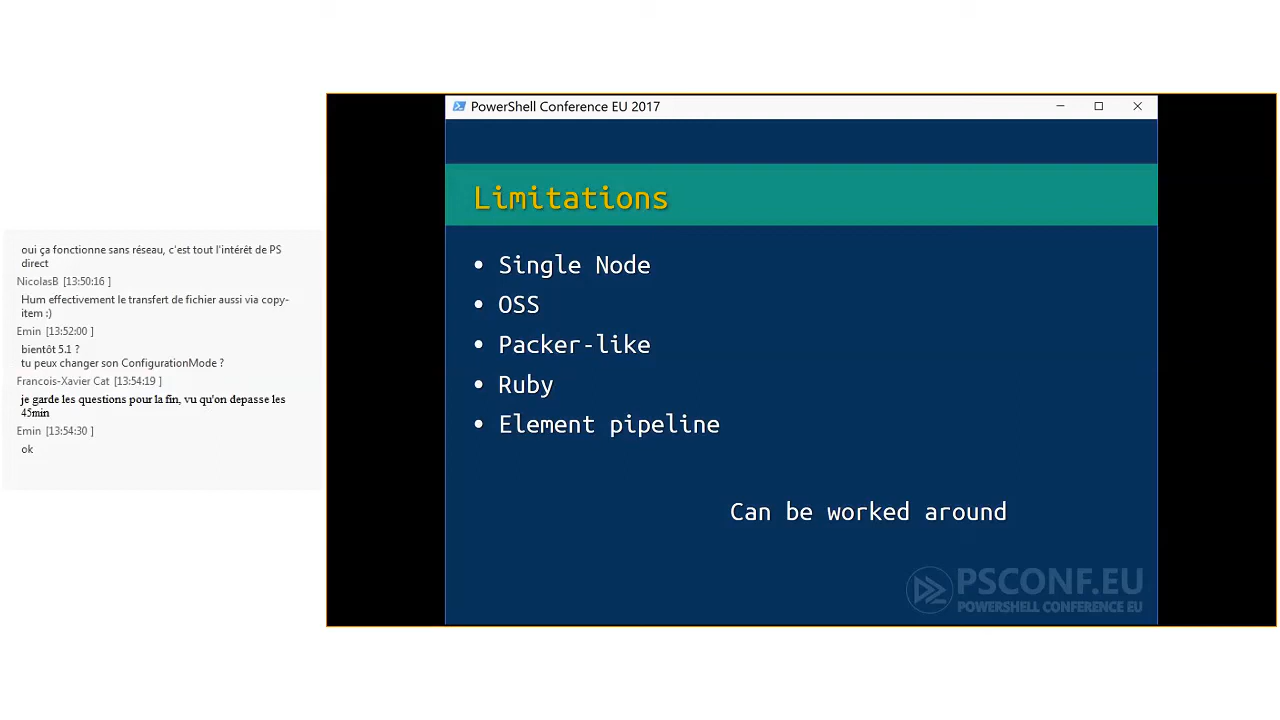 oui ça fonctionne sans réseau, c'est tout l'intérêt de PS
direct
NicolasB [13:50:16 ]
Hum effectivement le transfert de fichier aussi via copy-
item :)
Emin [13:52:00 ]
bientôt 5.1 ?
tu peux changer son ConfigurationMode ?
Francois-Xavier Cat [13:54:19 ]
je garde les questions pour la fin, vu qu'on depasse les
45min
Emin [13:54:30 ]
ok
PowerShell Conference EU 2017
Limitations
• Single Node
• OSS
• Packer-like
• Ruby
• Element pipeline
Can be worked around
PSCONF.EU
POWERSHELL CONFERENCE EU